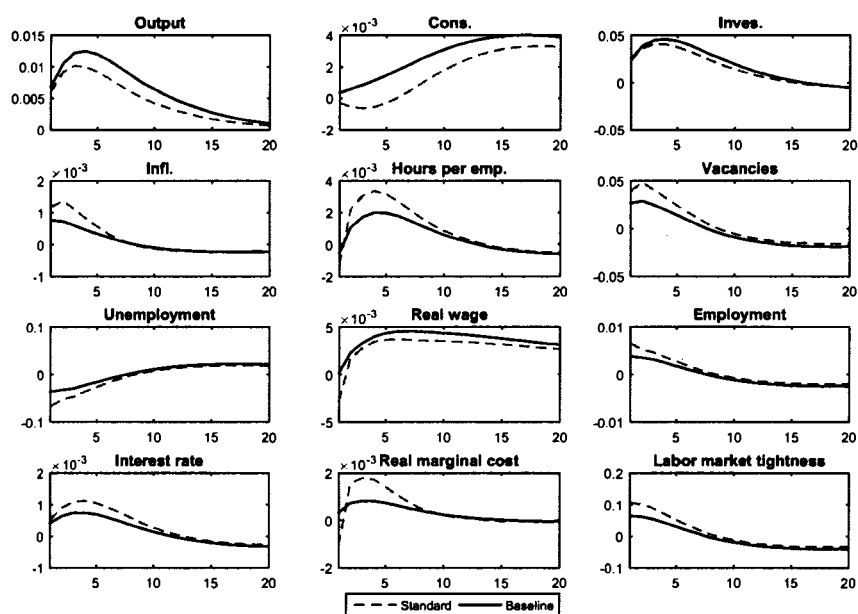 Output Cons. Inves.
0.015 4 ×10⁻³ 0.05
0.01 2
0.005 0 0
0 -2 -0.05
5 10 15 20 5 10 15 20 5 10 15 20
Infl. Hours per emp. Vacancies
2 ×10⁻³ 4 ×10⁻³ 0.05
1 2
0 0 0
-1 -2 -0.05
5 10 15 20 5 10 15 20 5 10 15 20
Unemployment Real wage Employment
0.1 5 ×10⁻³ 0.01
0 0 0
-0.1 -5 -0.01
5 10 15 20 5 10 15 20 5 10 15 20
Interest rate Real marginal cost Labor market tightness
2 ×10⁻³ 2 ×10⁻³ 0.2
1 0.1
0 0 0
-1 -2 -0.1
5 10 15 20 5 10 15 20 5 10 15 20
Standard Baseline